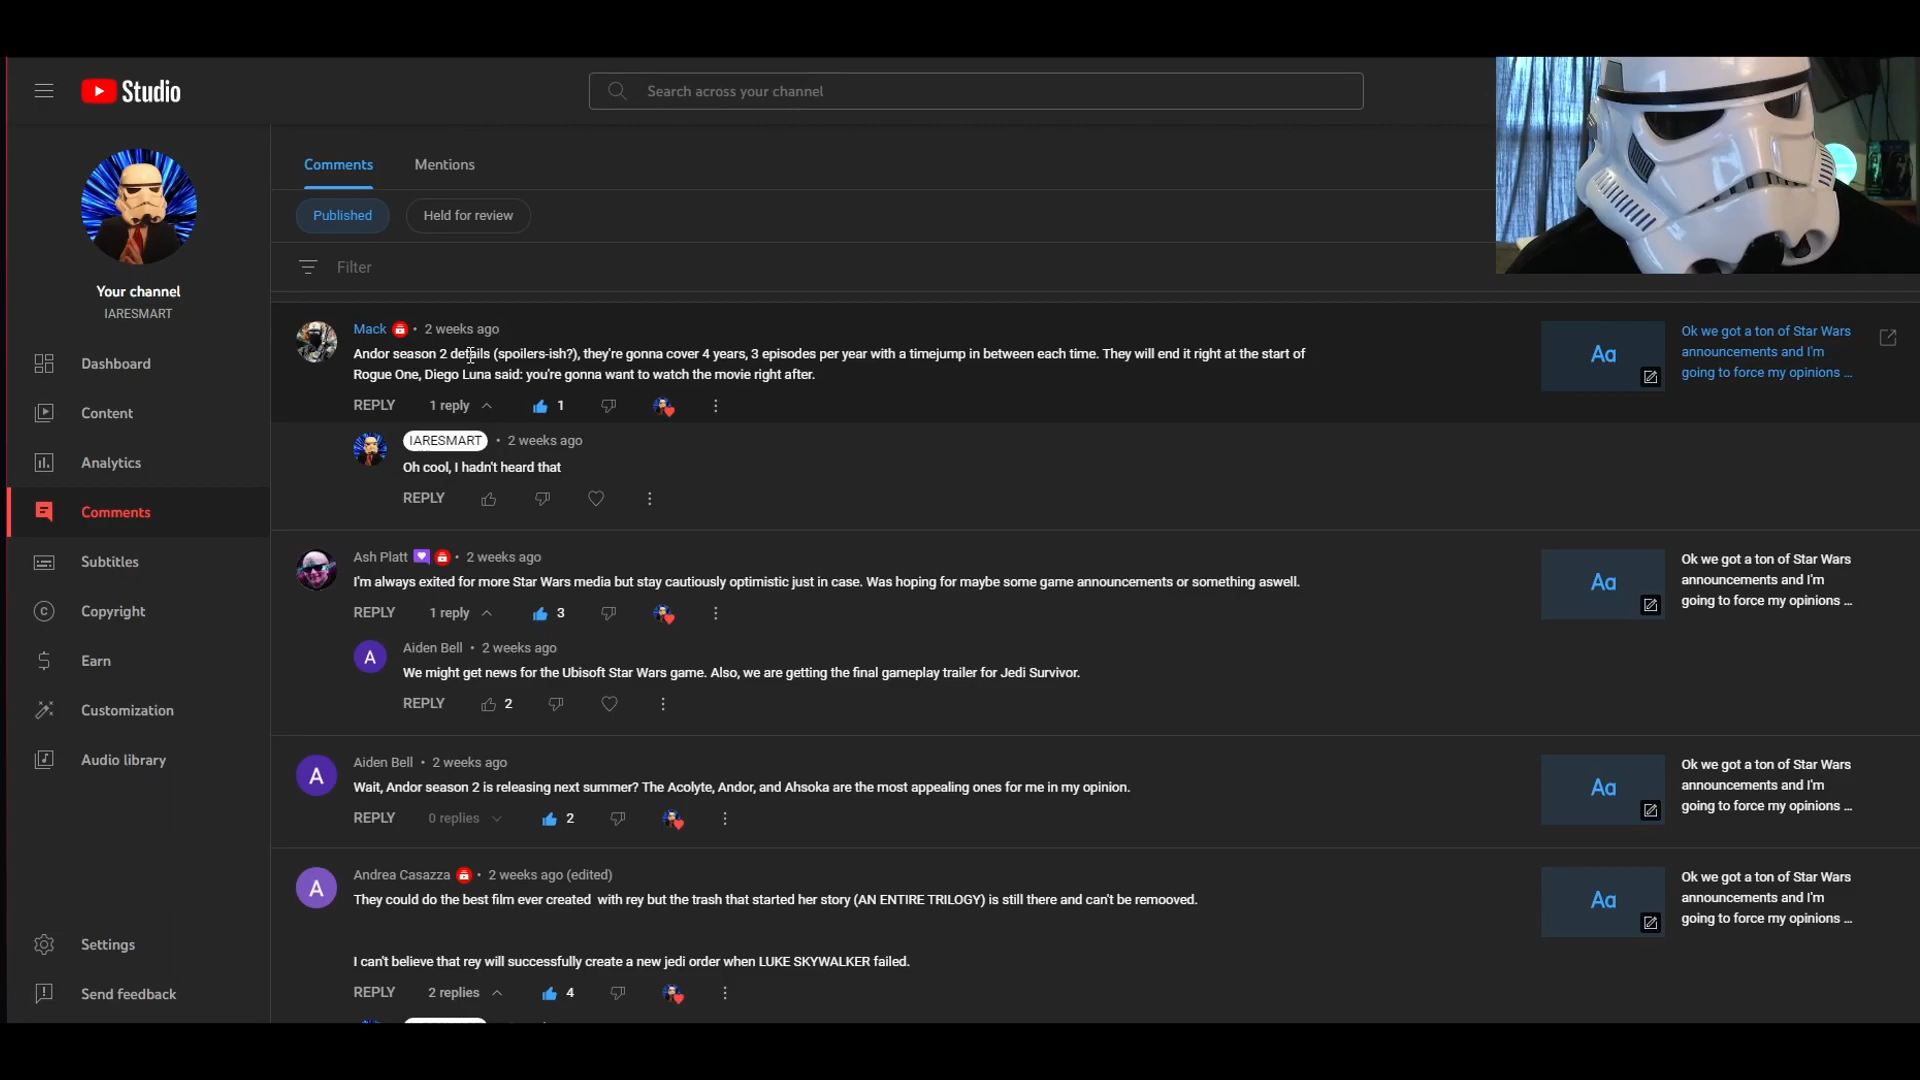 Studio
Search across your channel
Your channel
IARESMART
Dashboard
Content
Analytics
Comments
Subtitles
Copyright
Earn
Customization
Audio library
Settings
Send feedback
Comments
Mentions
Published
Held for review
Filter
Mack • 2 weeks ago
Andor season 2 details (spoilers-ish?), they're gonna cover 4 years, 3 episodes per year with a timejump in between each time. They will end it right at the start of
Rogue One, Diego Luna said: you're gonna want to watch the movie right after.
REPLY 1 reply 1
Ok we got a ton of Star Wars
announcements and I'm
going to force my opinions ...
Aa
IARESMART • 2 weeks ago
Oh cool, I hadn't heard that
REPLY
Ash Platt • 2 weeks ago
I'm always exited for more Star Wars media but stay cautiously optimistic just in case. Was hoping for maybe some game announcements or something aswell.
REPLY 1 reply 3
Aa
Ok we got a ton of Star Wars
announcements and I'm
going to force my opinions ...
A
Aiden Bell • 2 weeks ago
We might get news for the Ubisoft Star Wars game. Also, we are getting the final gameplay trailer for Jedi Survivor.
REPLY 2
A
Aiden Bell • 2 weeks ago
Wait, Andor season 2 is releasing next summer? The Acolyte, Andor, and Ahsoka are the most appealing ones for me in my opinion.
REPLY 0 replies 2
Aa
Ok we got a ton of Star Wars
announcements and I'm
going to force my opinions ...
A
Andrea Casazza • 2 weeks ago (edited)
They could do the best film ever created with rey but the trash that started her story (AN ENTIRE TRILOGY) is still there and can't be remooved.
I can't believe that rey will successfully create a new jedi order when LUKE SKYWALKER failed.
REPLY 2 replies 4
Aa
Ok we got a ton of Star Wars
announcements and I'm
going to force my opinions ...